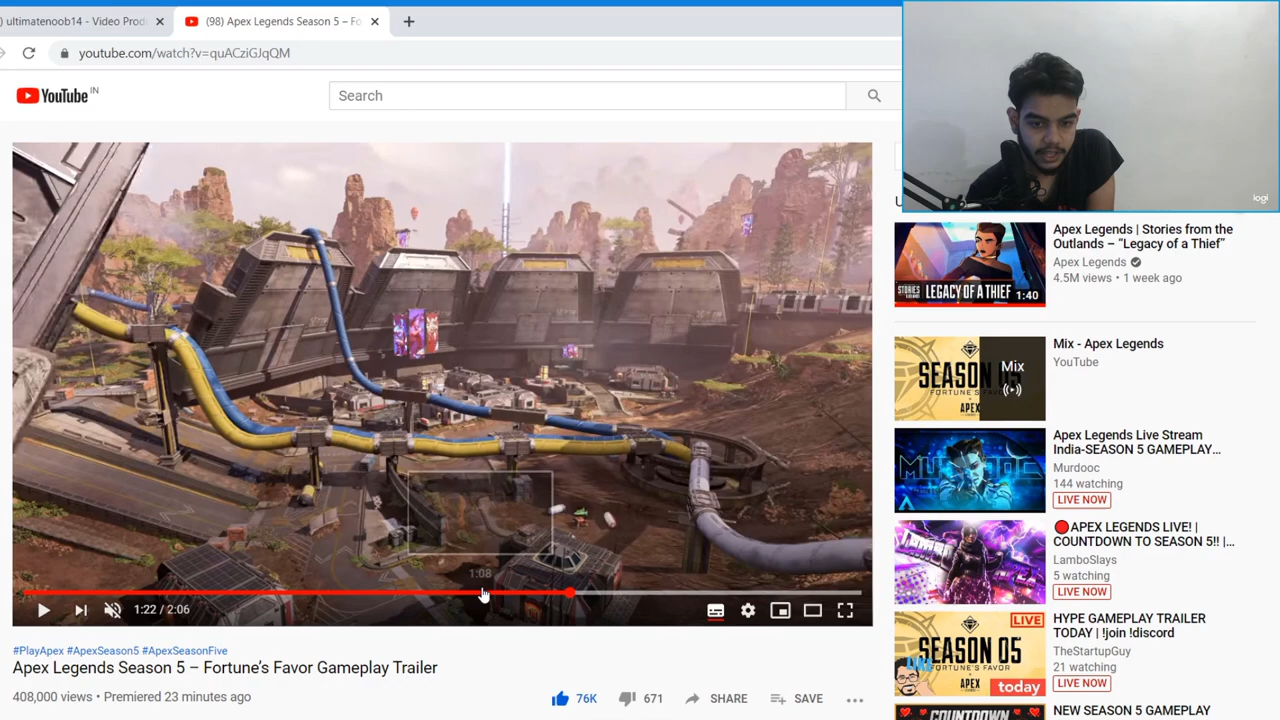 ) ultimatenoob14 - Video Prod
(98) Apex Legends Season 5 – Fo
youtube.com/watch?v=quACziGJqQM
YouTube IN
Search
logi
1:08
1:22 / 2:06
#PlayApex #ApexSeason5 #ApexSeasonFive
Apex Legends Season 5 – Fortune's Favor Gameplay Trailer
408,000 views • Premiered 23 minutes ago
76K
671
SHARE
SAVE
U
STORIES
LEGACY OF A THIEF
1:40
Apex Legends | Stories from the
Outlands – “Legacy of a Thief”
Apex Legends
4.5M views • 1 week ago
SEASON
FORTUNE'S FAVOR
APEX
Mix
Mix - Apex Legends
YouTube
MURDOOC
Apex Legends Live Stream
India-SEASON 5 GAMEPLAY...
Murdooc
144 watching
LIVE NOW
🔴APEX LEGENDS LIVE! |
COUNTDOWN TO SEASON 5!! |...
LamboSlays
5 watching
LIVE NOW
LIVE
SEASON 05
FORTUNE'S FAVOR
LIKE
APEX
today
HYPE GAMEPLAY TRAILER
TODAY | !join !discord
TheStartupGuy
21 watching
LIVE NOW
COUNTDOWN
NEW SEASON 5 GAMEPLAY